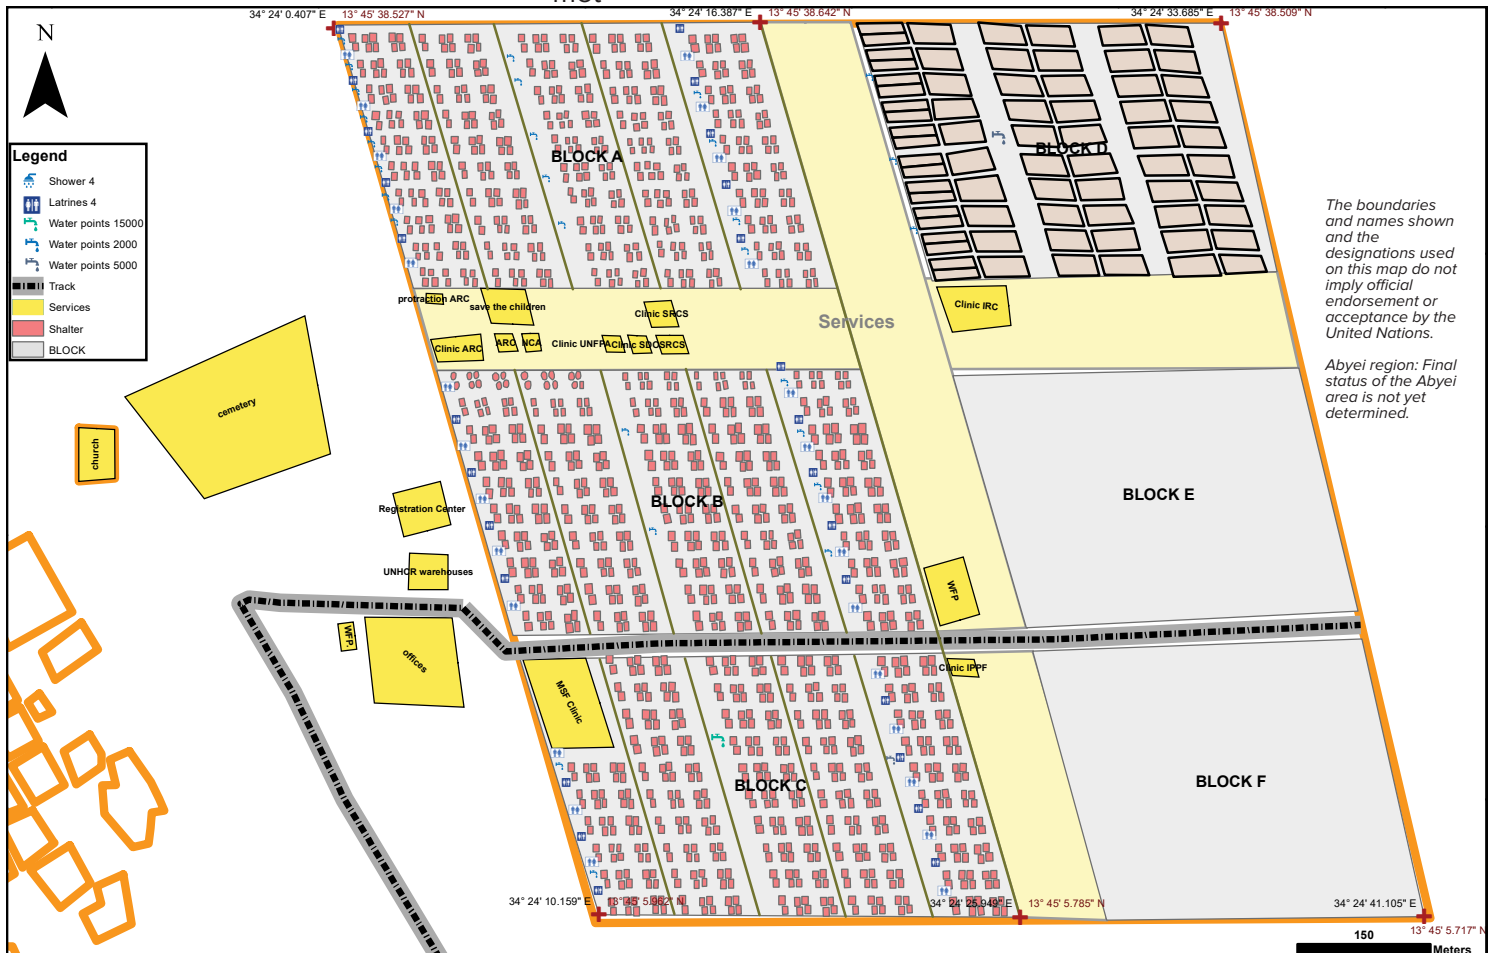 34° 24' 0.407" E
13° 45' 38.527" N
34° 24' 16.387" E
13° 45' 38.642" N
34° 24' 33.685" E
13° 45' 38.509" N
N
Legend
Shower 4
Latrines 4
Water points 15000
Water points 2000
Water points 5000
Track
Services
Shalter
BLOCK
BLOCK A
BLOCK D
The boundaries
and names shown
and the
designations used
on this map do not
imply official
endorsement or
acceptance by the
United Nations.
Abyei region: Final
status of the Abyei
area is not yet
determined.
protraction ARC
save the children
Clinic SRCS
Clinic IRC
Services
Clinic ARC
ARC
NCA
Clinic UNFPA
Clinic SDC
SRCS
cemetery
church
Registration Center
BLOCK B
BLOCK E
UNHCR warehouses
WFP
WFP.
offices
MSF Clinic
Clinic IPPF
BLOCK C
BLOCK F
34° 24' 10.159" E
13° 45' 5.962" N
34° 24' 25.949" E
13° 45' 5.785" N
34° 24' 41.105" E
13° 45' 5.717" N
150
Meters